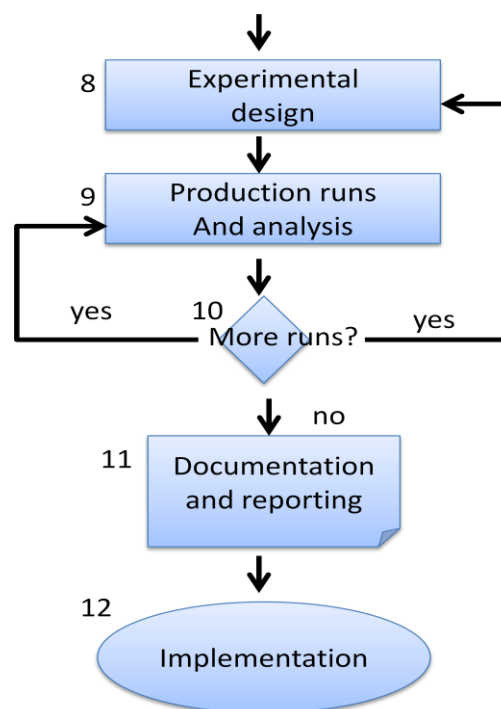 8
Experimental
design
9
Production runs
And analysis
10
yes
More runs?
yes
no
11
Documentation
and reporting
12
Implementation